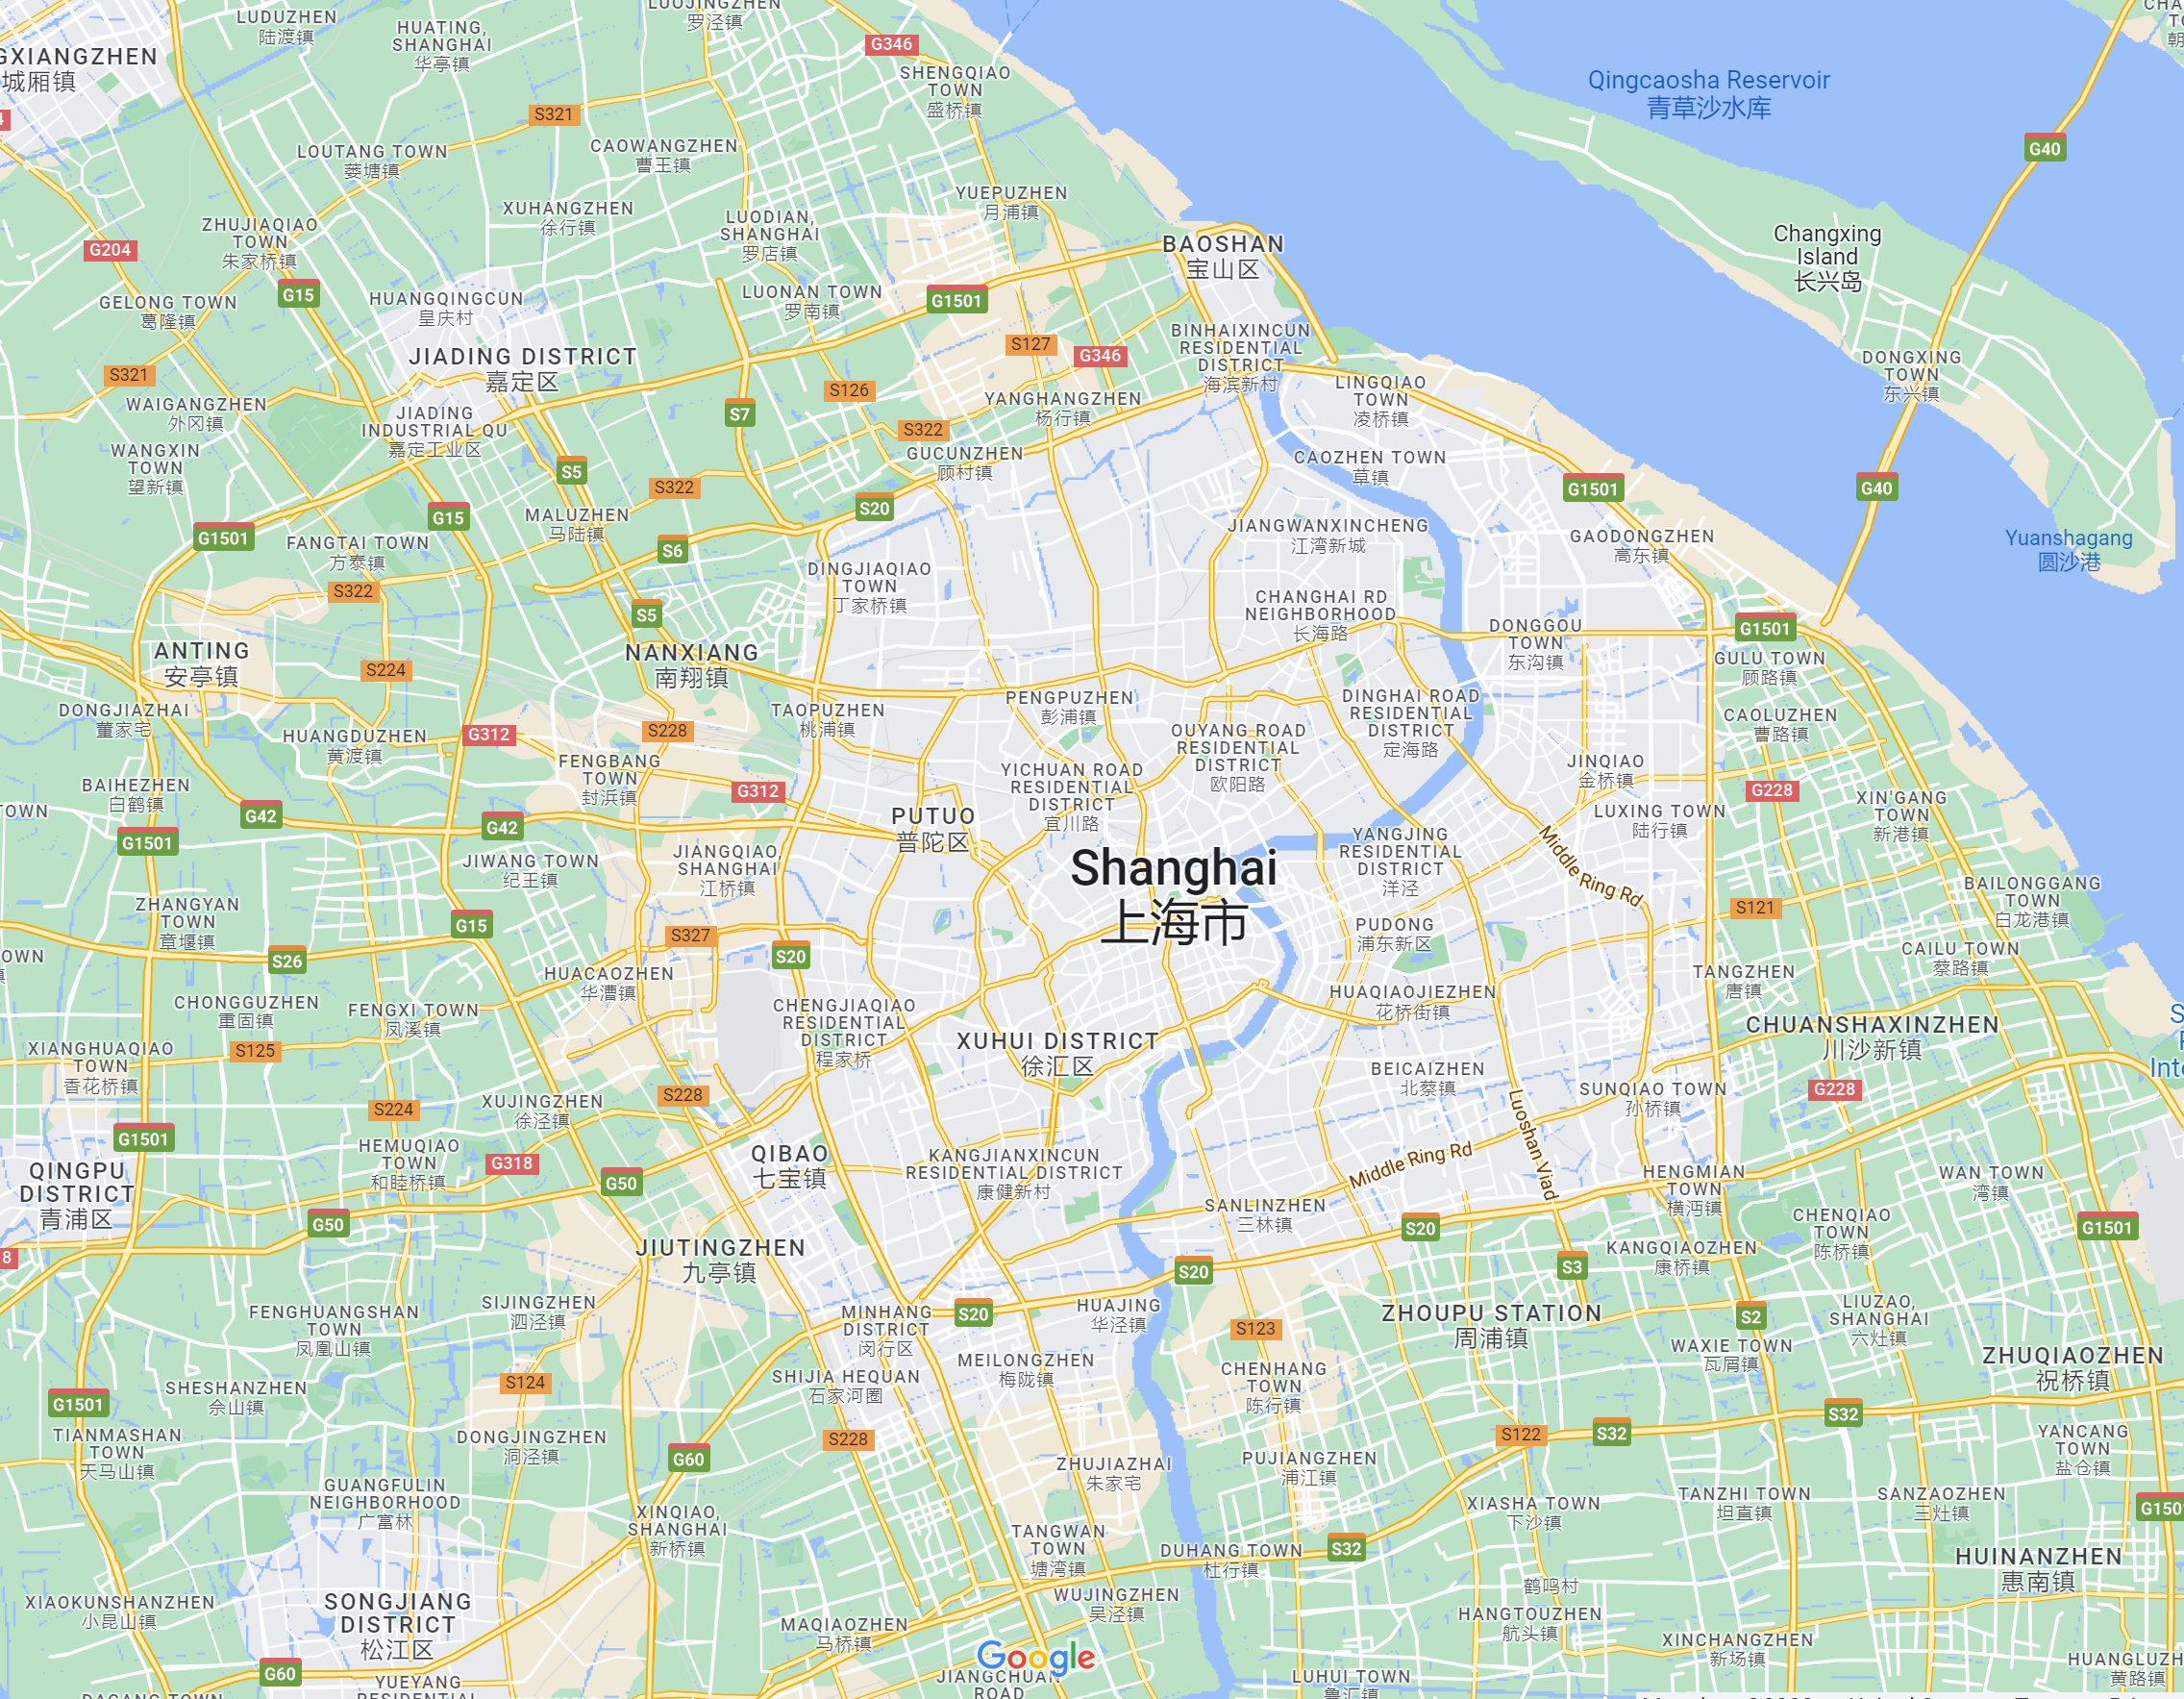 LUOJINGZHEN
罗泾镇
LUDUZHEN
陆渡镇
HUATING,
SHANGHAI
华亭镇
G346
GXIANGZHEN
城厢镇
SHENGQIAO
TOWN
盛桥镇
Qingcaosha Reservoir
青草沙水库
S321
G40
LOUTANG TOWN
蒌塘镇
CAOWANGZHEN
曹王镇
YUEPUZHEN
月浦镇
XUHANGZHEN
徐行镇
LUODIAN,
SHANGHAI
罗店镇
ZHUJIAQIAO
TOWN
朱家桥镇
G204
BAOSHAN
宝山区
Changxing
Island
长兴岛
G15
GELONG TOWN
葛隆镇
HUANGQINGCUN
皇庆村
LUONAN TOWN
罗南镇
G1501
BINHAIXINCUN
RESIDENTIAL
DISTRICT
海滨新村
S127
G346
JIADING DISTRICT
嘉定区
DONGXING
TOWN
东兴镇
S321
S126
LINGQIAO
TOWN
凌桥镇
WAIGANGZHEN
外冈镇
YANGHANGZHEN
杨行镇
S7
JIADING
INDUSTRIAL QU
嘉定工业区
S322
WANGXIN
TOWN
望新镇
GUCUNZHEN
顾村镇
CAOZHEN TOWN
草镇
S5
S322
G1501
G40
S20
G15
MALUZHEN
马陆镇
JIANGWANXINCHENG
江湾新城
GAODONGZHEN
高东镇
Yuanshagang
圆沙港
G1501
FANGTAI TOWN
方泰镇
S6
DINGJIAQIAO
TOWN
丁家桥镇
S322
CHANGHAI RD
NEIGHBORHOOD
长海路
S5
DONGGOU
TOWN
东沟镇
G1501
ANTING
安亭镇
NANXIANG
南翔镇
S224
GULU TOWN
顾路镇
PENGPUZHEN
彭浦镇
DINGHAI ROAD
RESIDENTIAL
DISTRICT
定海路
DONGJIAZHAI
董家宅
TAOPUZHEN
桃浦镇
CAOLUZHEN
曹路镇
HUANGDUZHEN
黄渡镇
G312
S228
OUYANG ROAD
RESIDENTIAL
DISTRICT
欧阳路
FENGBANG
TOWN
封浜镇
JINQIAO
金桥镇
YICHUAN ROAD
RESIDENTIAL
DISTRICT
宜川路
BAIHEZHEN
白鹤镇
G312
G228
XIN'GANG
TOWN
新港镇
TOWN
G42
PUTUO
普陀区
LUXING TOWN
陆行镇
G42
G1501
YANGJING
RESIDENTIAL
DISTRICT
洋泾
Middle Ring Rd
JIWANG TOWN
纪王镇
JIANGQIAO,
SHANGHAI
江桥镇
Shanghai
上海市
BAILONGGANG
TOWN
白龙港镇
ZHANGYAN
TOWN
章堰镇
G15
S327
S121
PUDONG
浦东新区
S26
S20
CAILU TOWN
蔡路镇
OWN
HUACAOZHEN
华漕镇
TANGZHEN
唐镇
CHONGGUZHEN
重固镇
FENGXI TOWN
凤溪镇
CHENGJIAQIAO
RESIDENTIAL
DISTRICT
程家桥
HUAQIAOJIEZHEN
花桥街镇
CHUANSHAXINZHEN
川沙新镇
XUHUI DISTRICT
徐汇区
XIANGHUAQIAO
TOWN
香花桥镇
S125
Inte
BEICAIZHEN
北蔡镇
SUNQIAO TOWN
孙桥镇
G228
S228
S224
XUJINGZHEN
徐泾镇
Luoshan Viad
G1501
HEMUQIAO
TOWN
和睦桥镇
QINGPU
DISTRICT
青浦区
G318
QIBAO
七宝镇
KANGJIANXINCUN
RESIDENTIAL DISTRICT
康健新村
Middle Ring Rd
HENGMIAN
TOWN
横沔镇
WAN TOWN
湾镇
G50
G50
SANLINZHEN
三林镇
S20
CHENQIAO
TOWN
陈桥镇
G1501
8
JIUTINGZHEN
九亭镇
S20
S3
KANGQIAOZHEN
康桥镇
SIJINGZHEN
泗泾镇
FENGHUANGSHAN
TOWN
凤凰山镇
MINHANG
DISTRICT
闵行区
S20
HUAJING
华泾镇
S123
ZHOUPU STATION
周浦镇
S2
LIUZAO,
SHANGHAI
六灶镇
WAXIE TOWN
瓦屑镇
ZHUQIAOZHEN
祝桥镇
SHESHANZHEN
佘山镇
S124
SHIJIA HEQUAN
石家河圈
MEILONGZHEN
梅陇镇
CHENHANG
TOWN
陈行镇
G1501
S32
TIANMASHAN
TOWN
天马山镇
DONGJINGZHEN
洞泾镇
S228
S122
S32
YANCANG
TOWN
盐仓镇
G60
ZHUJIAZHAI
朱家宅
PUJIANGZHEN
浦江镇
GUANGFULIN
NEIGHBORHOOD
广富林
XINQIAO,
SHANGHAI
新桥镇
XIASHA TOWN
下沙镇
TANZHI TOWN
坦直镇
SANZAOZHEN
三灶镇
G150
TANGWAN
TOWN
塘湾镇
DUHANG TOWN
杜行镇
S32
HUINANZHEN
惠南镇
XIAOKUNSHANZHEN
小昆山镇
SONGJIANG
DISTRICT
松江区
WUJINGZHEN
吴泾镇
鹤鸣村
HANGTOUZHEN
航头镇
MAQIAOZHEN
马桥镇
XINCHANGZHEN
新场镇
Google
G60
YUEYANG
RESIDENTIAL
JIANGCHUAN
ROAD
LUHUI TOWN
鲁汇镇
HUANGLUZH
黄路镇
DAGANG TOWN